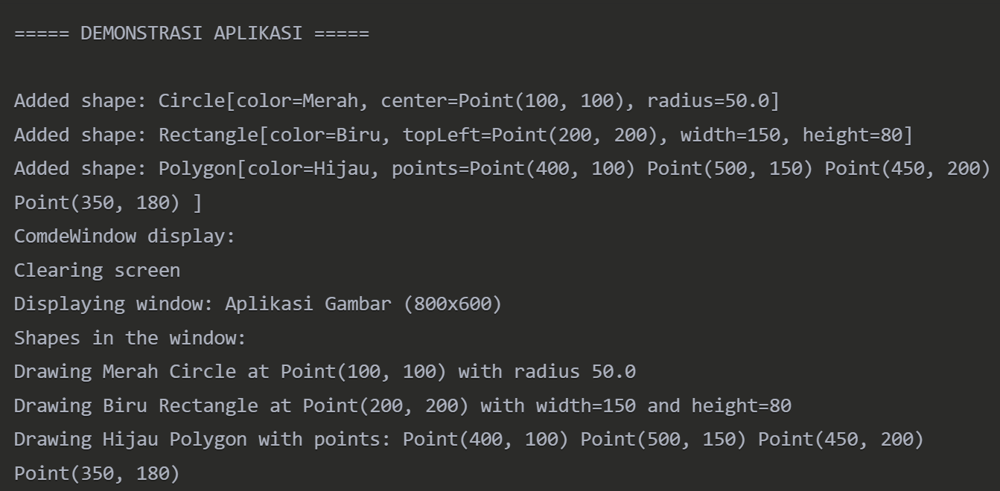 ===== DEMONSTRASI APLIKASI =====
Added shape: Circle[color=Merah, center=Point(100, 100), radius=50.0]
Added shape: Rectangle[color=Biru, topLeft=Point(200, 200), width=150, height=80]
Added shape: Polygon[color=Hijau, points=Point(400, 100) Point(500, 150) Point(450, 200)
Point(350, 180) ]
ComdeWindow display:
Clearing screen
Displaying window: Aplikasi Gambar (800x600)
Shapes in the window:
Drawing Merah Circle at Point(100, 100) with radius 50.0
Drawing Biru Rectangle at Point(200, 200) with width=150 and height=80
Drawing Hijau Polygon with points: Point(400, 100) Point(500, 150) Point(450, 200)
Point(350, 180)